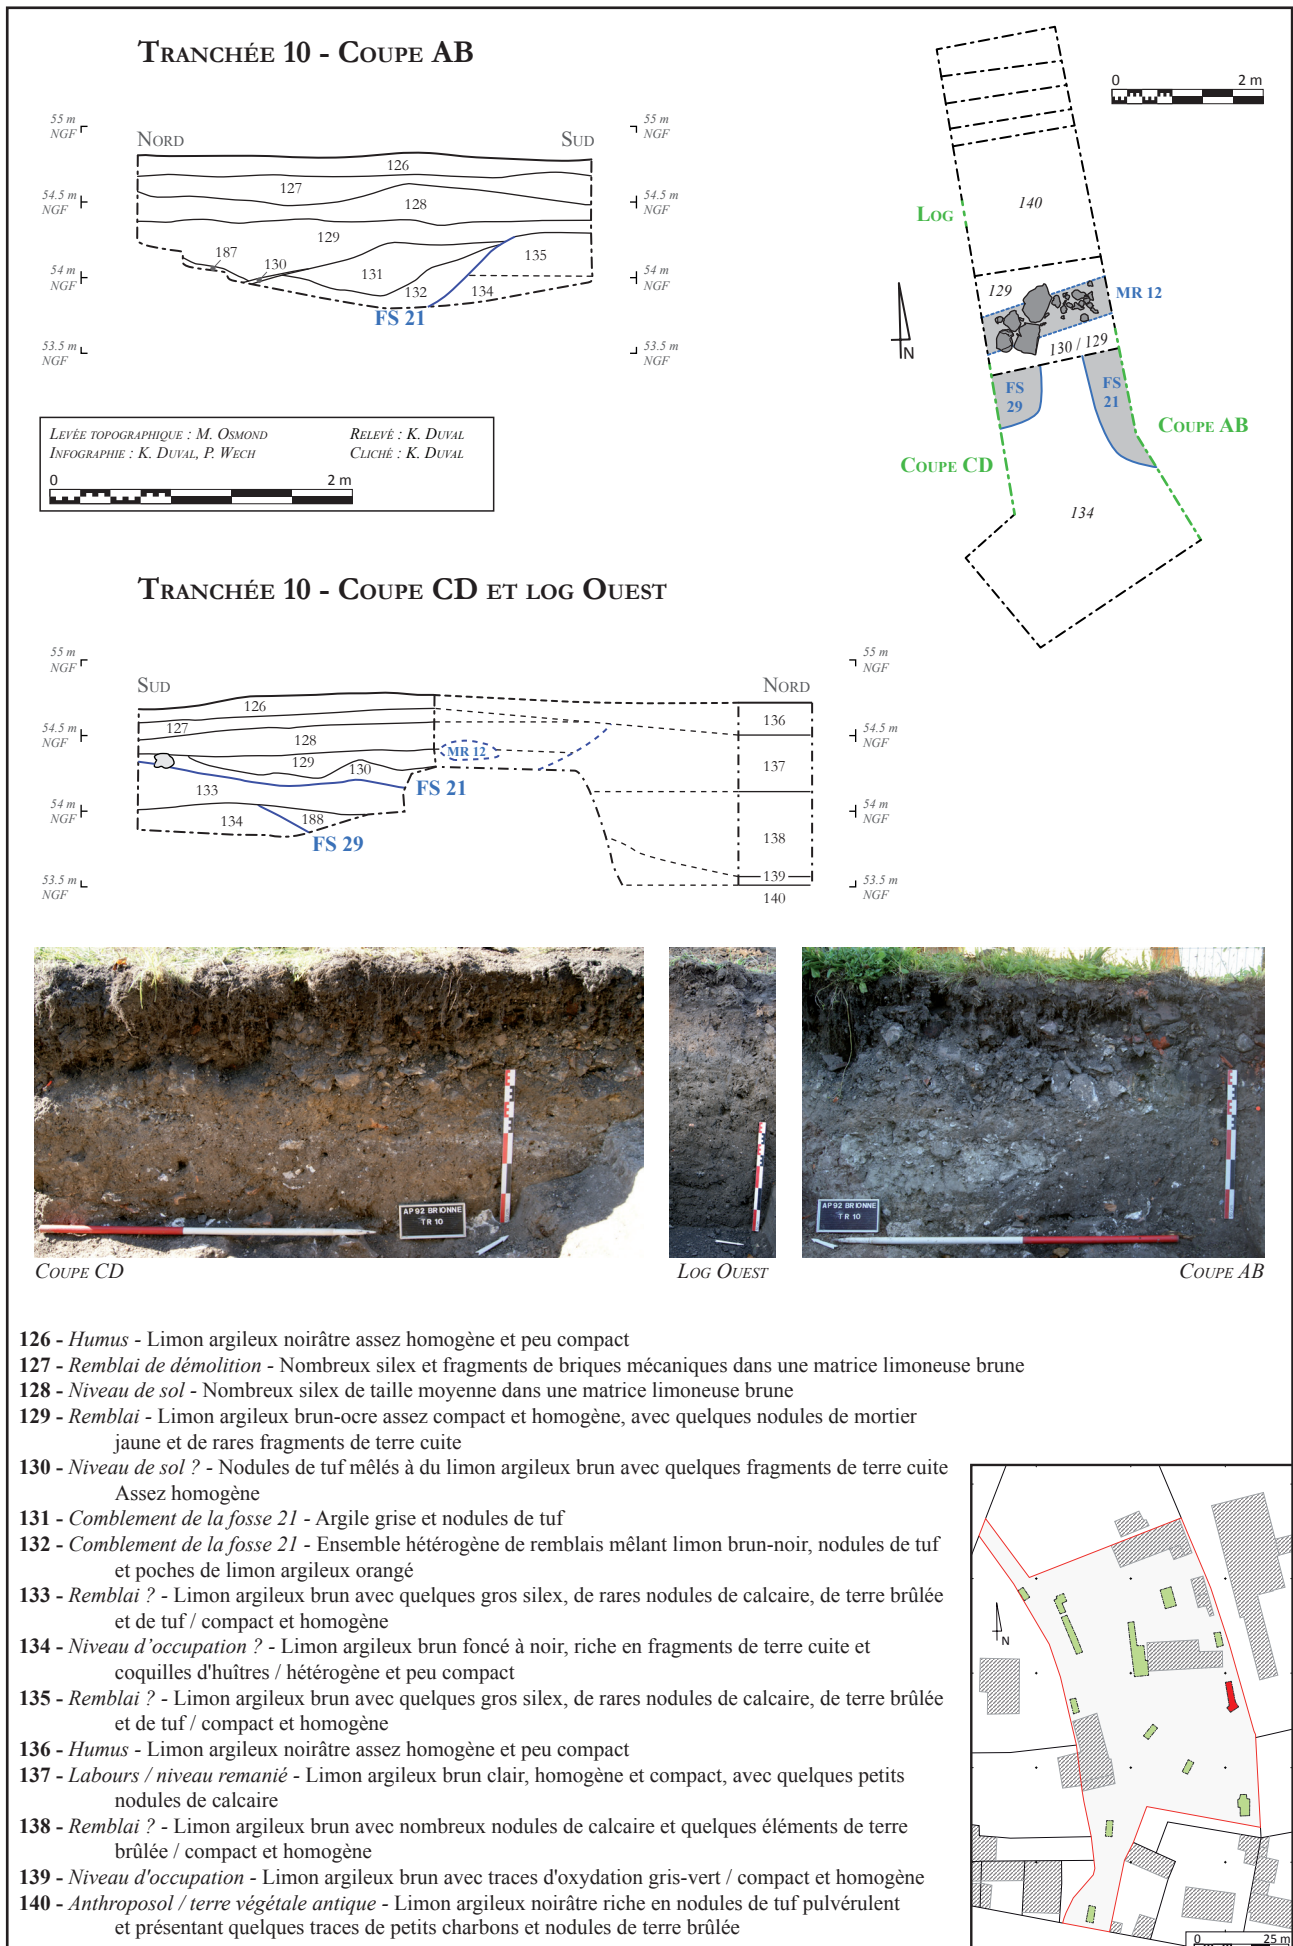 TRANCHÉE 10 - COUPE AB
55 m
NGF
54.5 m
NGF
54 m
NGF
53.5 m
NGF
NORD
SUD
55 m
NGF
54.5 m
NGF
54 m
NGF
53.5 m
NGF
126
127
128
129
187
130
131
132
135
134
FS 21
LEVÉE TOPOGRAPHIQUE : M. OSMOND
RELEVÉ : K. DUVAL
INFOGRAPHIE : K. DUVAL, P. WECH
CLICHÉ : K. DUVAL
0 2 m
0 2 m
LOG
140
129
MR 12
130 / 129
FS
29
FS
21
COUPE AB
COUPE CD
134
N
TRANCHÉE 10 - COUPE CD ET LOG OUEST
55 m
NGF
54.5 m
NGF
54 m
NGF
53.5 m
NGF
SUD
NORD
55 m
NGF
54.5 m
NGF
54 m
NGF
53.5 m
NGF
126
127
128
129
130
133
134
188
MR 12
FS 21
FS 29
136
137
138
139
140
AP 92 BRIONNE
TR 10
AP 92 BRIONNE
TR 10
COUPE CD
LOG OUEST
COUPE AB
126 - Humus - Limon argileux noirâtre assez homogène et peu compact
127 - Remblai de démolition - Nombreux silex et fragments de briques mécaniques dans une matrice limoneuse brune
128 - Niveau de sol - Nombreux silex de taille moyenne dans une matrice limoneuse brune
129 - Remblai - Limon argileux brun-ocre assez compact et homogène, avec quelques nodules de mortier
jaune et de rares fragments de terre cuite
130 - Niveau de sol ? - Nodules de tuf mêlés à du limon argileux brun avec quelques fragments de terre cuite
Assez homogène
131 - Comblement de la fosse 21 - Argile grise et nodules de tuf
132 - Comblement de la fosse 21 - Ensemble hétérogène de remblais mêlant limon brun-noir, nodules de tuf
et poches de limon argileux orangé
133 - Remblai ? - Limon argileux brun avec quelques gros silex, de rares nodules de calcaire, de terre brûlée
et de tuf / compact et homogène
134 - Niveau d'occupation ? - Limon argileux brun foncé à noir, riche en fragments de terre cuite et
coquilles d'huîtres / hétérogène et peu compact
135 - Remblai ? - Limon argileux brun avec quelques gros silex, de rares nodules de calcaire, de terre brûlée
et de tuf / compact et homogène
136 - Humus - Limon argileux noirâtre assez homogène et peu compact
137 - Labours / niveau remanié - Limon argileux brun clair, homogène et compact, avec quelques petits
nodules de calcaire
138 - Remblai ? - Limon argileux brun avec nombreux nodules de calcaire et quelques éléments de terre
brûlée / compact et homogène
139 - Niveau d'occupation - Limon argileux brun avec traces d'oxydation gris-vert / compact et homogène
140 - Anthroposol / terre végétale antique - Limon argileux noirâtre riche en nodules de tuf pulvérulent
et présentant quelques traces de petits charbons et nodules de terre brûlée
N
0 25 m